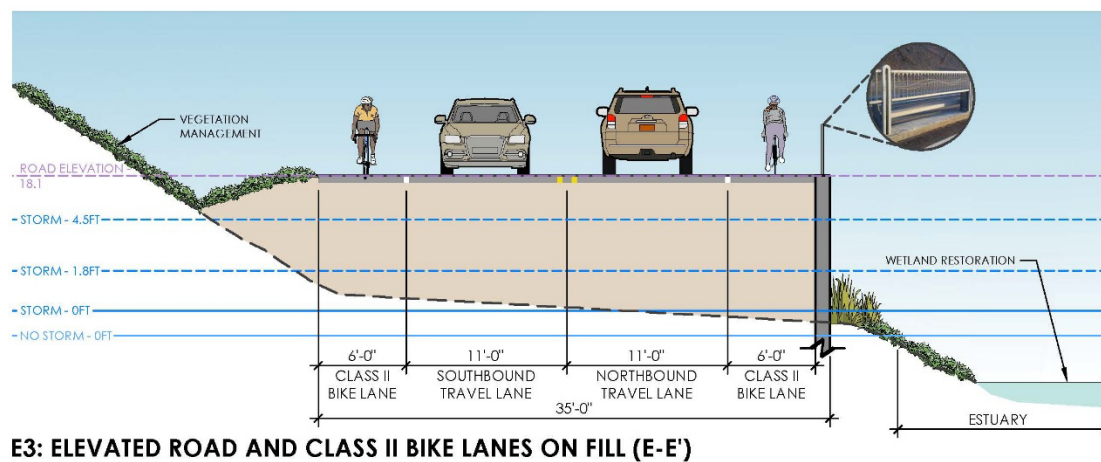 VEGETATION
MANAGEMENT
ROAD ELEVATION
18.1
STORM - 4.5FT
STORM - 1.8FT
WETLAND RESTORATION
STORM - 0FT
NO STORM - 0FT
6'-0" 11'-0" 11'-0" 6'-0"
CLASS II SOUTHBOUND NORTHBOUND CLASS II
BIKE LANE TRAVEL LANE TRAVEL LANE BIKE LANE
35'-0"
ESTUARY
E3: ELEVATED ROAD AND CLASS II BIKE LANES ON FILL (E-E')